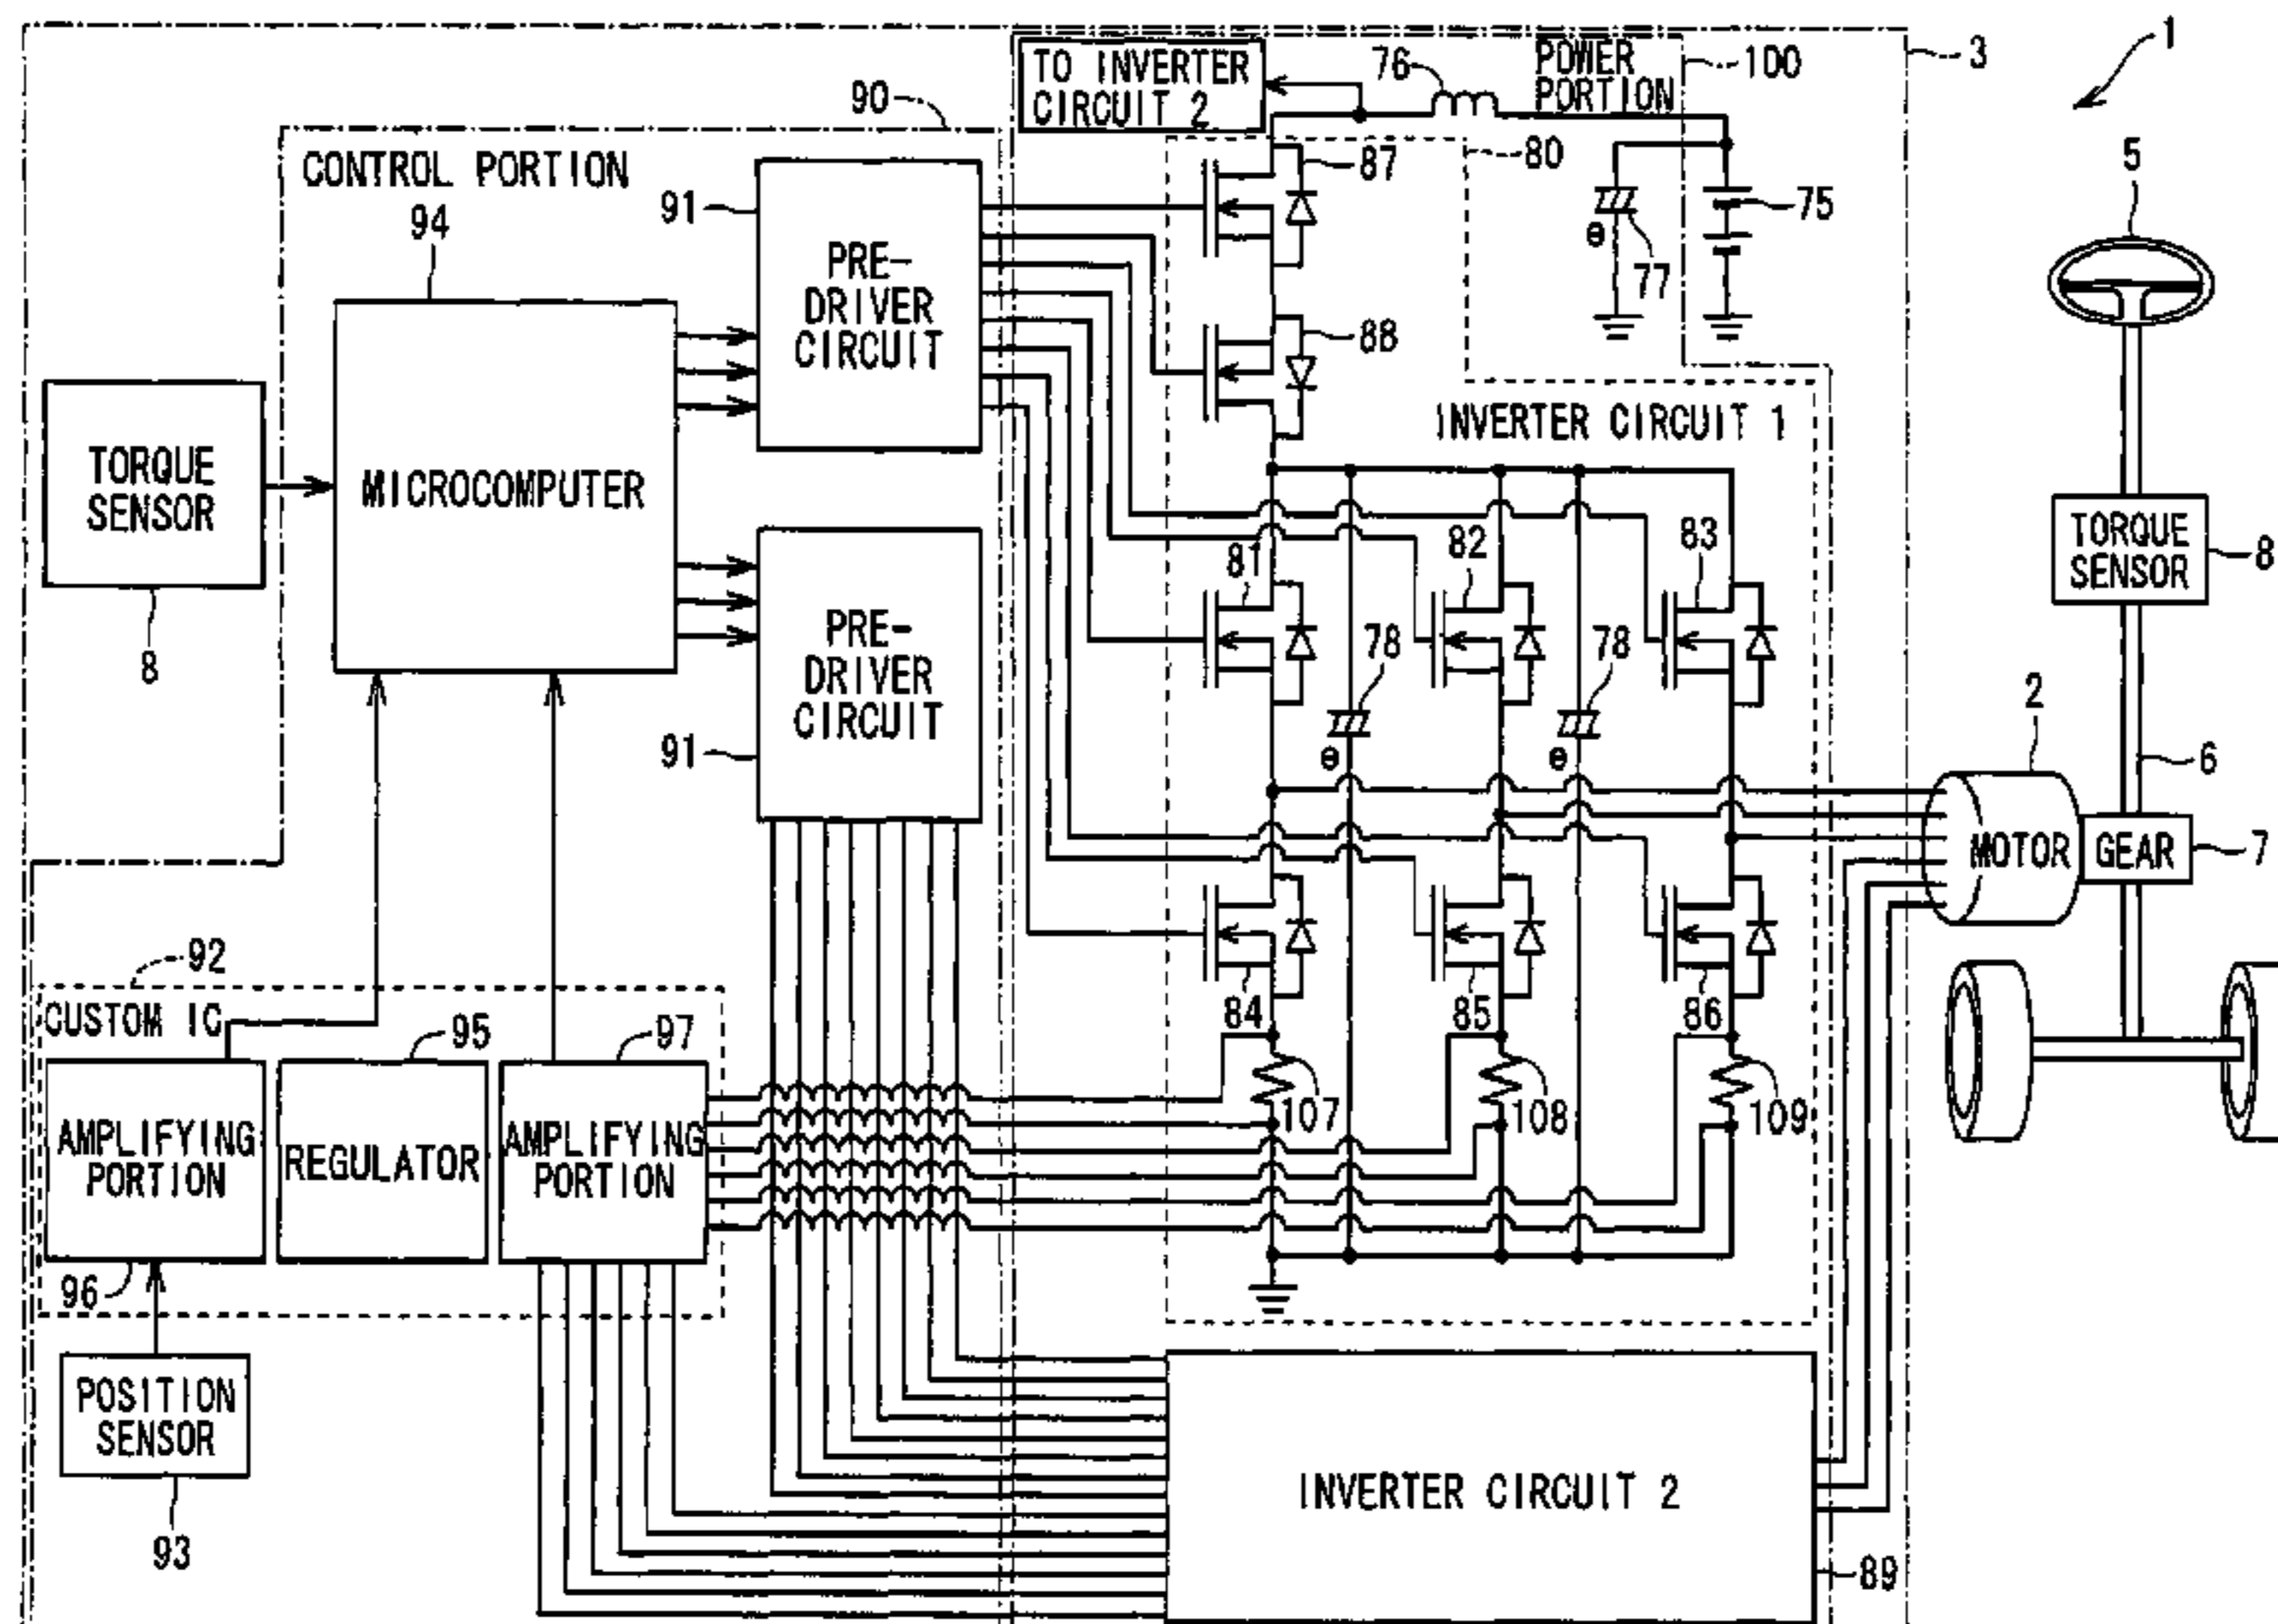 TO INVERTER
CIRCUIT 2
76
POWER
PORTION
100
3
1
90
CONTROL PORTION
94
91
PRE-
DRIVER
CIRCUIT
87
80
5
75
θ
77
88
INVERTER CIRCUIT 1
TORQUE
SENSOR
8
MICROCOMPUTER
PRE-
DRIVER
CIRCUIT
91
81
82
83
TORQUE
SENSOR
8
78
θ
78
θ
2
6
MOTOR
GEAR
7
92
CUSTOM IC
95
97
84
85
86
AMPLIFYING
PORTION
REGULATOR
AMPLIFYING
PORTION
107
108
109
96
POSITION
SENSOR
93
INVERTER CIRCUIT 2
89